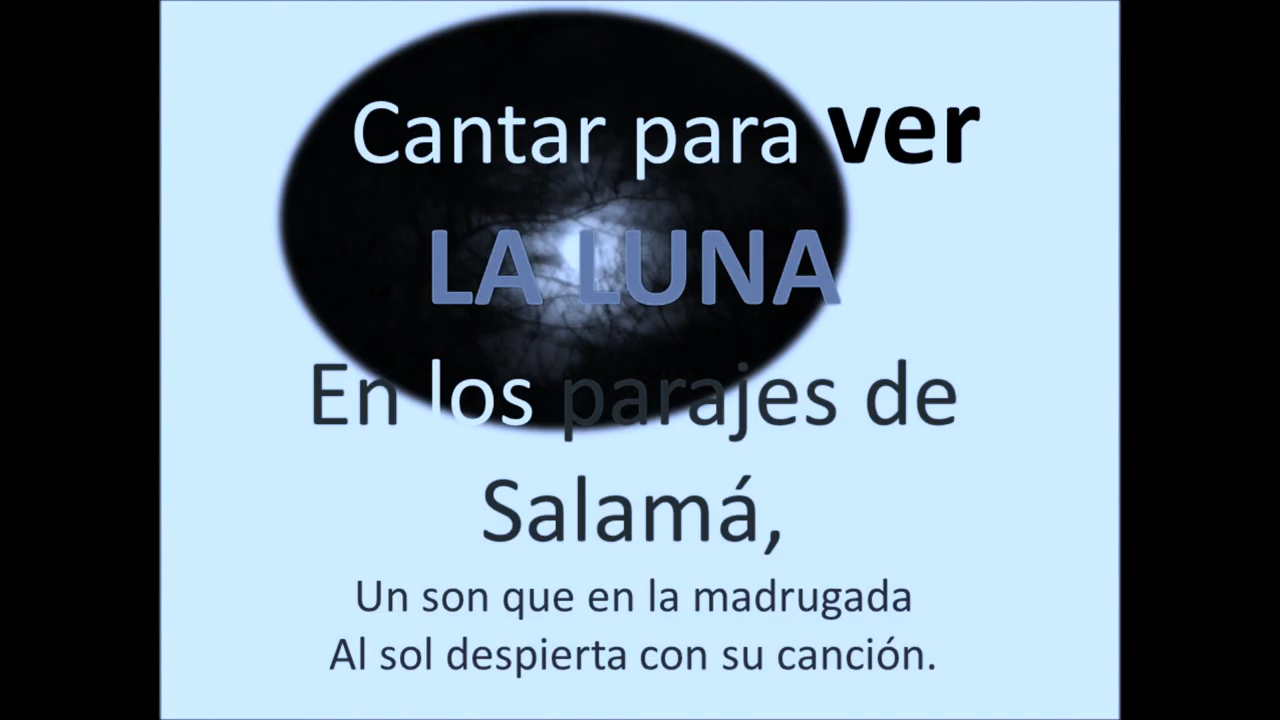 Cantar para ver
LA LUNA
En los parajes de
Salamá,
Un son que en la madrugada
Al sol despierta con su canción.